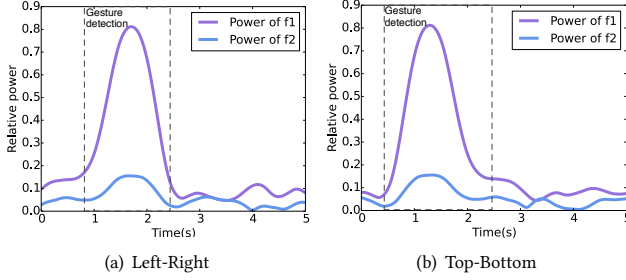 0.9
0.8
0.7
0.6
0.5
0.4
0.3
0.2
0.1
0.0
Relative power
Gesture
detection
Power of f1
Power of f2
0 1 2 3 4 5
Time(s)
(a) Left-Right
0.9
0.8
0.7
0.6
0.5
0.4
0.3
0.2
0.1
0.0
Relative power
Gesture
detection
Power of f1
Power of f2
0 1 2 3 4 5
Time(s)
(b) Top-Bottom